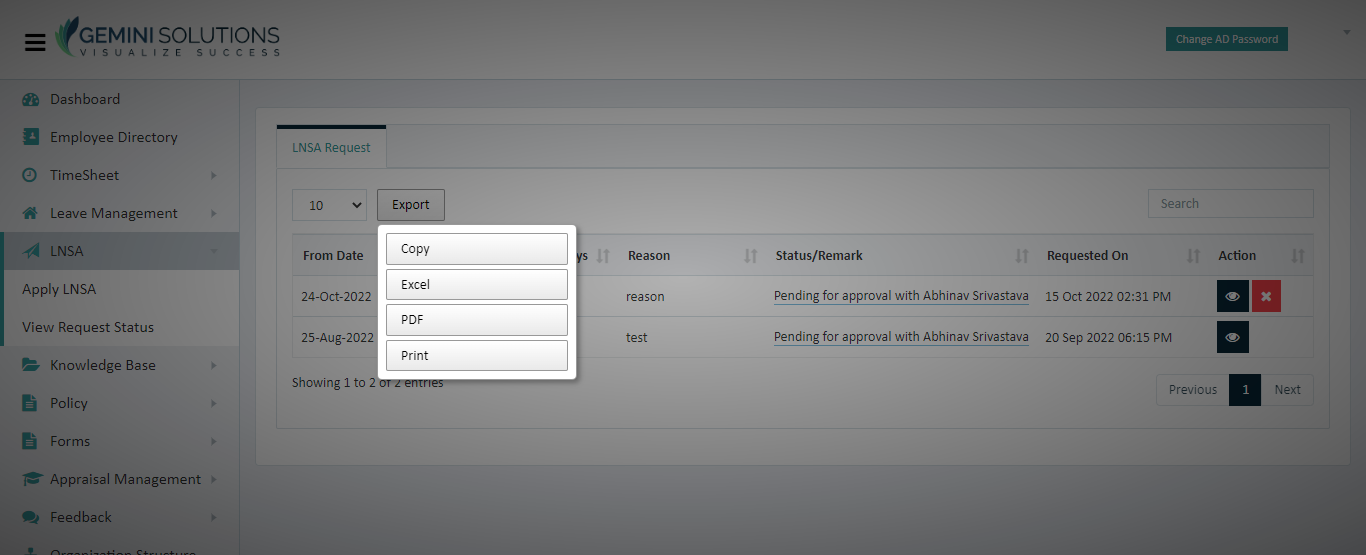 GEMINI SOLUTIONS
VISUALIZE SUCCESS
Change AD Password
Dashboard
Employee Directory
TimeSheet
Leave Management
LNSA
Apply LNSA
View Request Status
Knowledge Base
Policy
Forms
Appraisal Management
Feedback
Organization Structure
LNSA Request
10 Export Search
Copy
Excel
PDF
Print
From Date Reason Status/Remark Requested On Action
24-Oct-2022 reason Pending for approval with Abhinav Srivastava 15 Oct 2022 02:31 PM
25-Aug-2022 test Pending for approval with Abhinav Srivastava 20 Sep 2022 06:15 PM
Showing 1 to 2 of 2 entries
Previous 1 Next